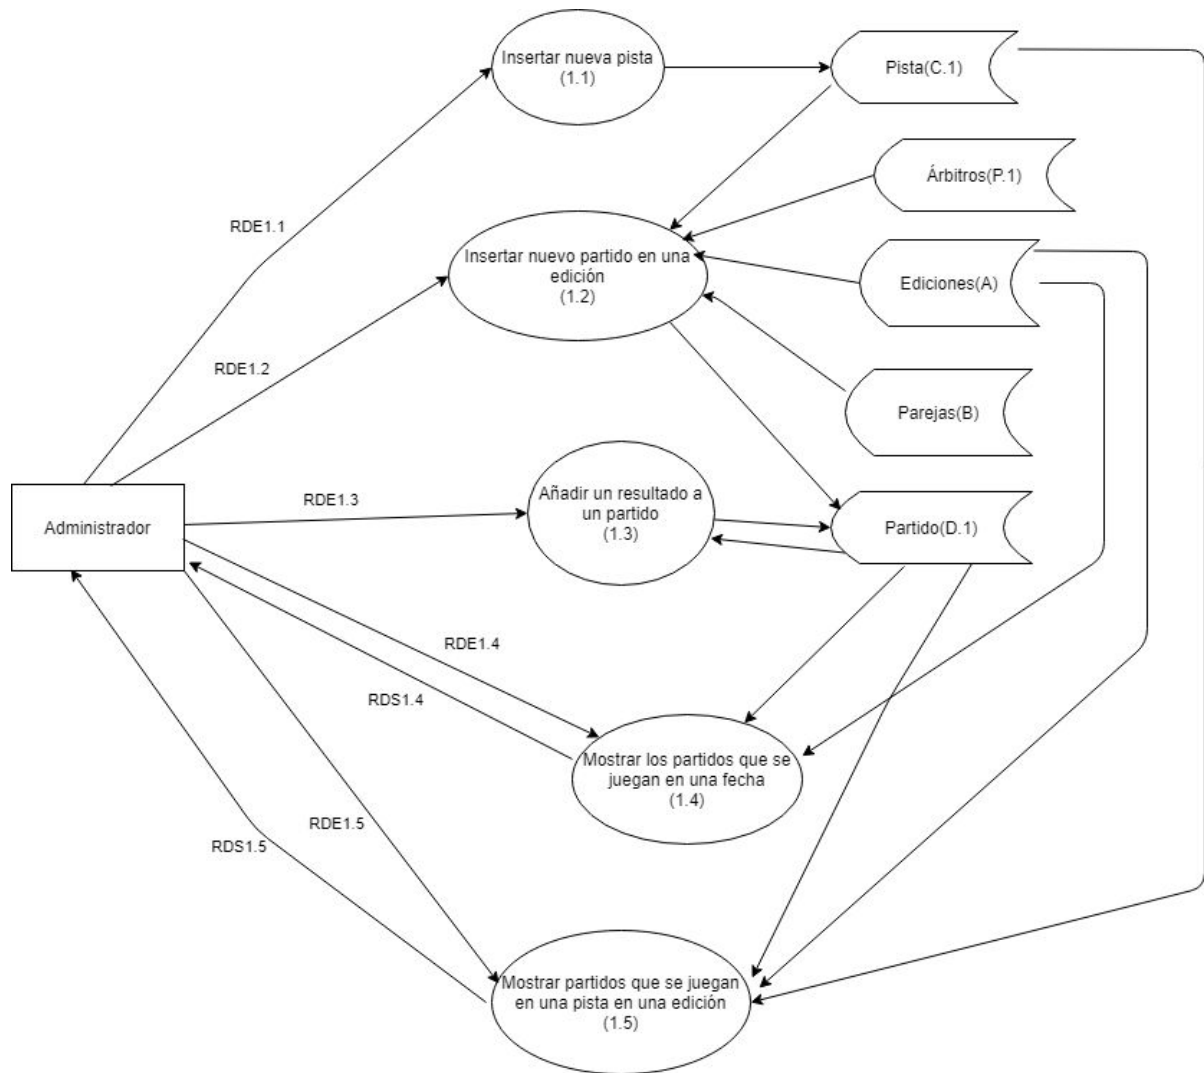 Insertar nueva pista
(1.1)
Pista(C.1)
Árbitros(P.1)
RDE1.1
Insertar nuevo partido en una
edición
(1.2)
Ediciones(A)
RDE1.2
Parejas(B)
Añadir un resultado a
un partido
(1.3)
RDE1.3
Administrador
Partido(D.1)
RDE1.4
RDS1.4
Mostrar los partidos que se
juegan en una fecha
(1.4)
RDE1.5
RDS1.5
Mostrar partidos que se juegan
en una pista en una edición
(1.5)